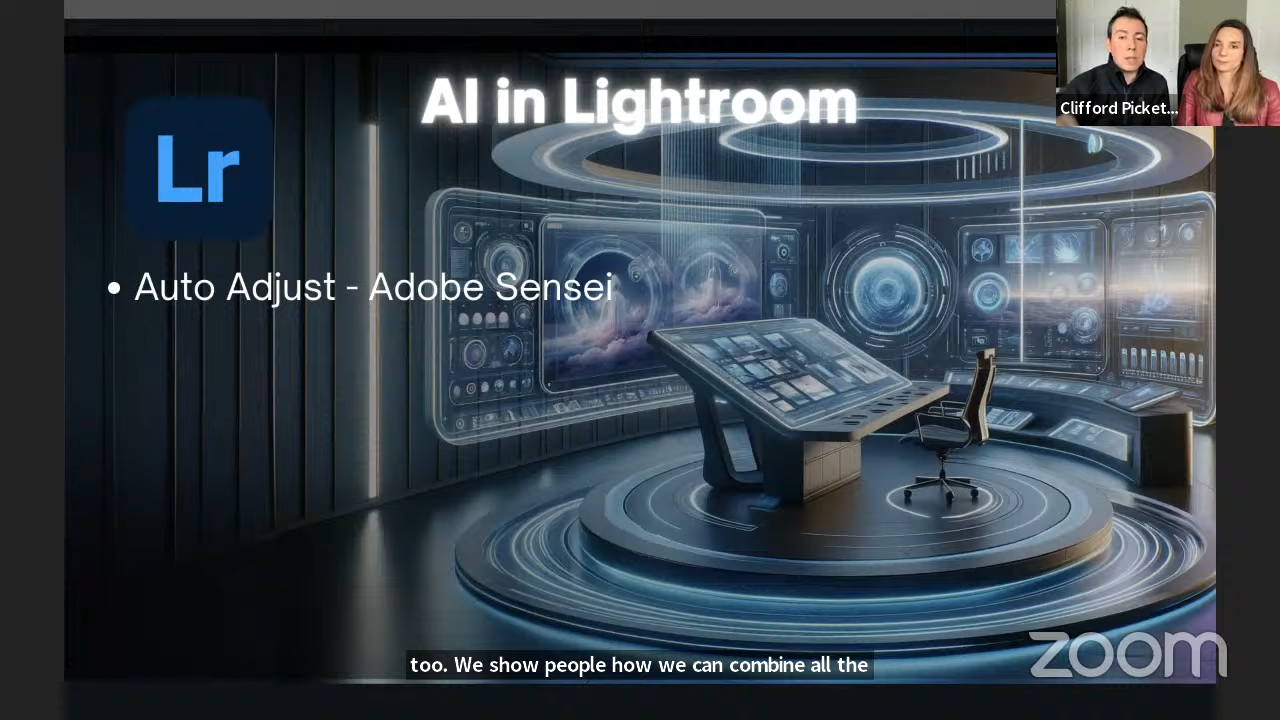 AI in Lightroom
Clifford Picket...
Lr
• Auto Adjust - Adobe Sensei
too. We show people how we can combine all the
zoom